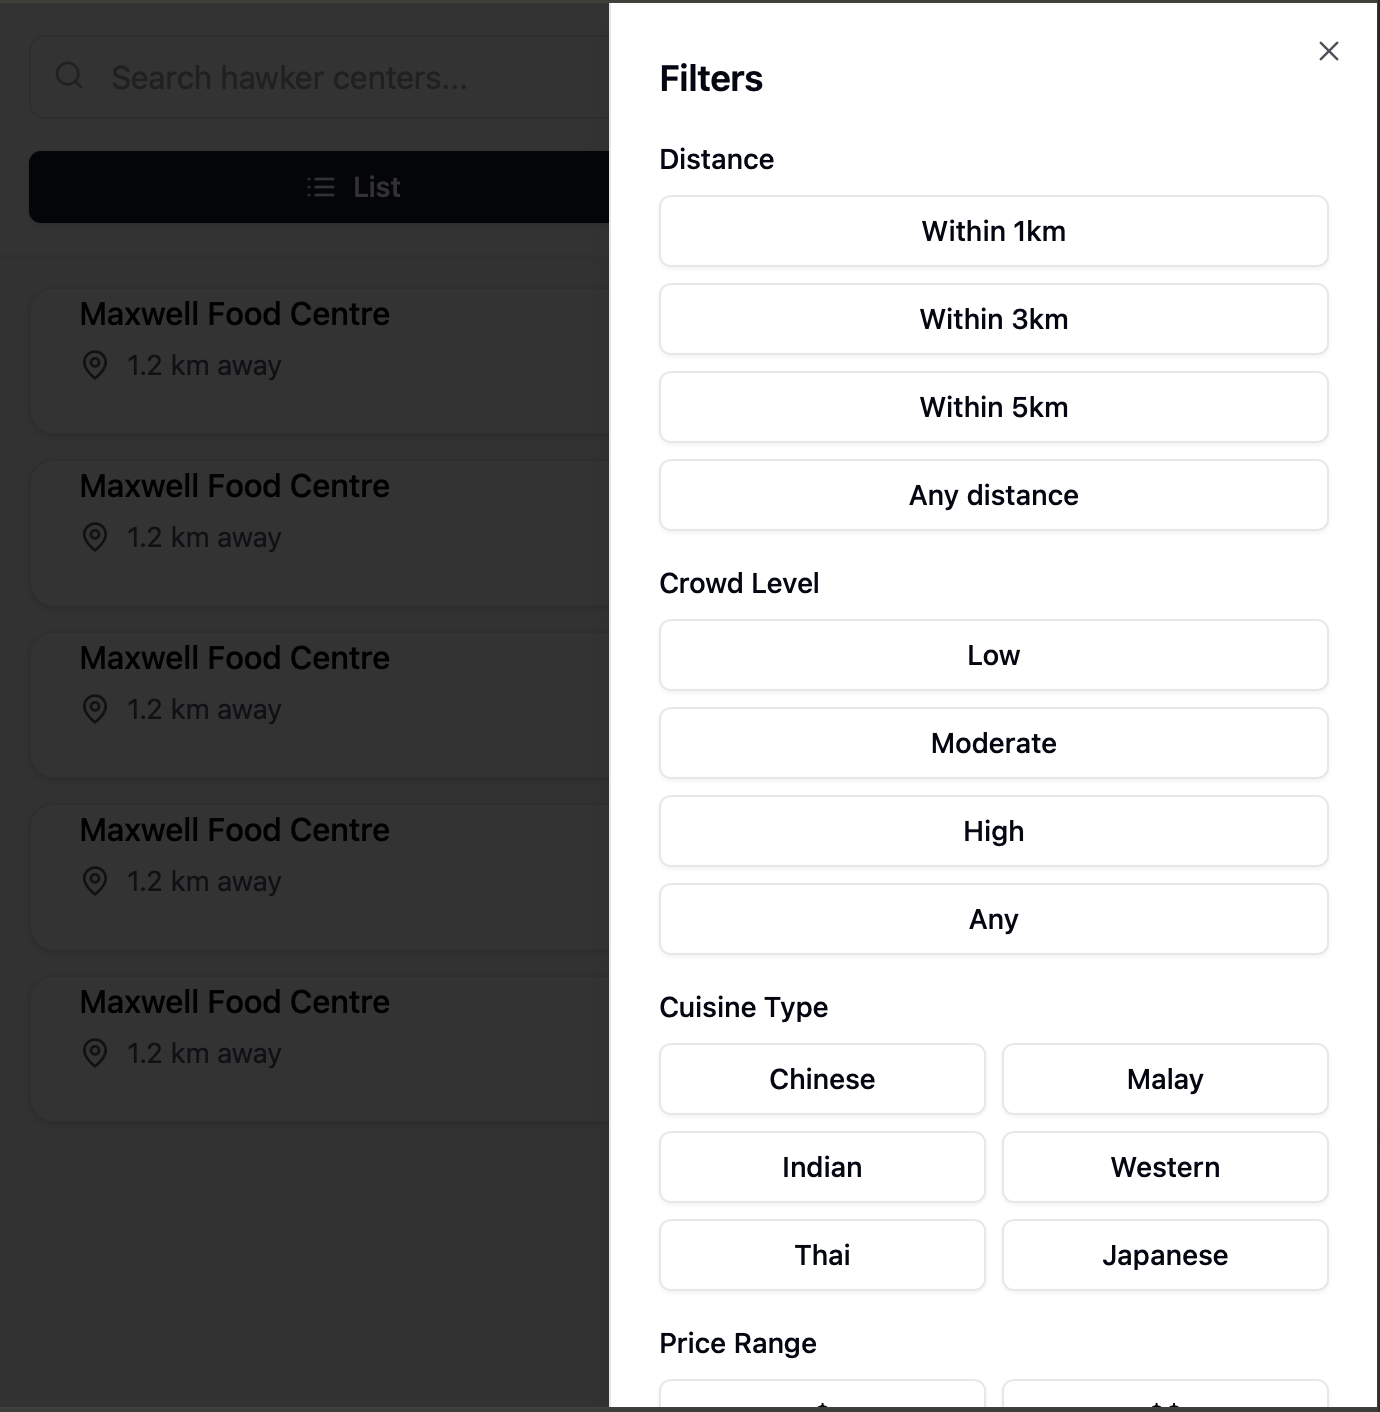 Search hawker centers...
List
Maxwell Food Centre
1.2 km away
Maxwell Food Centre
1.2 km away
Maxwell Food Centre
1.2 km away
Maxwell Food Centre
1.2 km away
Maxwell Food Centre
1.2 km away
Filters
Distance
Within 1km
Within 3km
Within 5km
Any distance
Crowd Level
Low
Moderate
High
Any
Cuisine Type
Chinese
Malay
Indian
Western
Thai
Japanese
Price Range